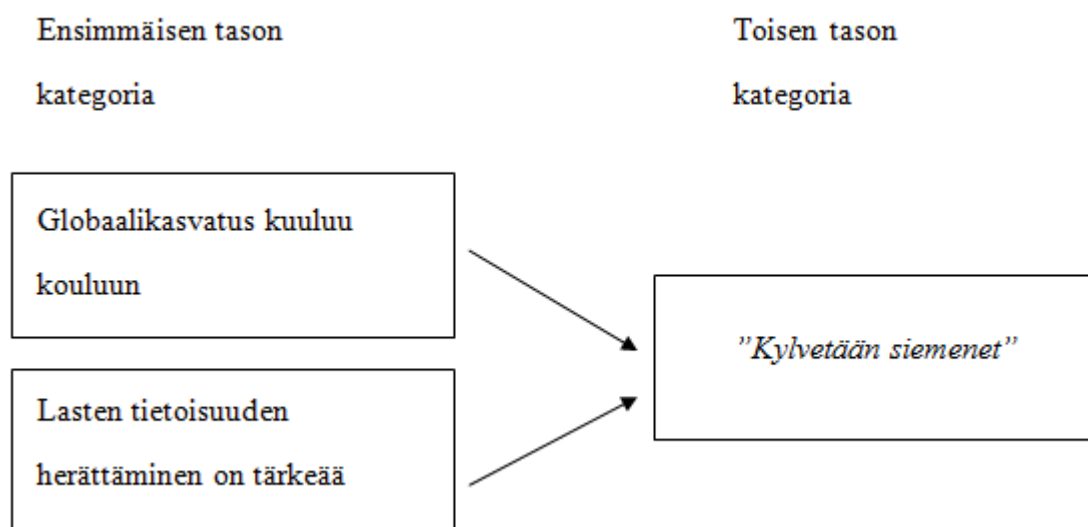 Ensimmäisen tason
kategoria
Toisen tason
kategoria
Globaalikasvatus kuuluu
kouluun
Lasten tietoisuuden
herättäminen on tärkeää
”Kylvetään siemenet”